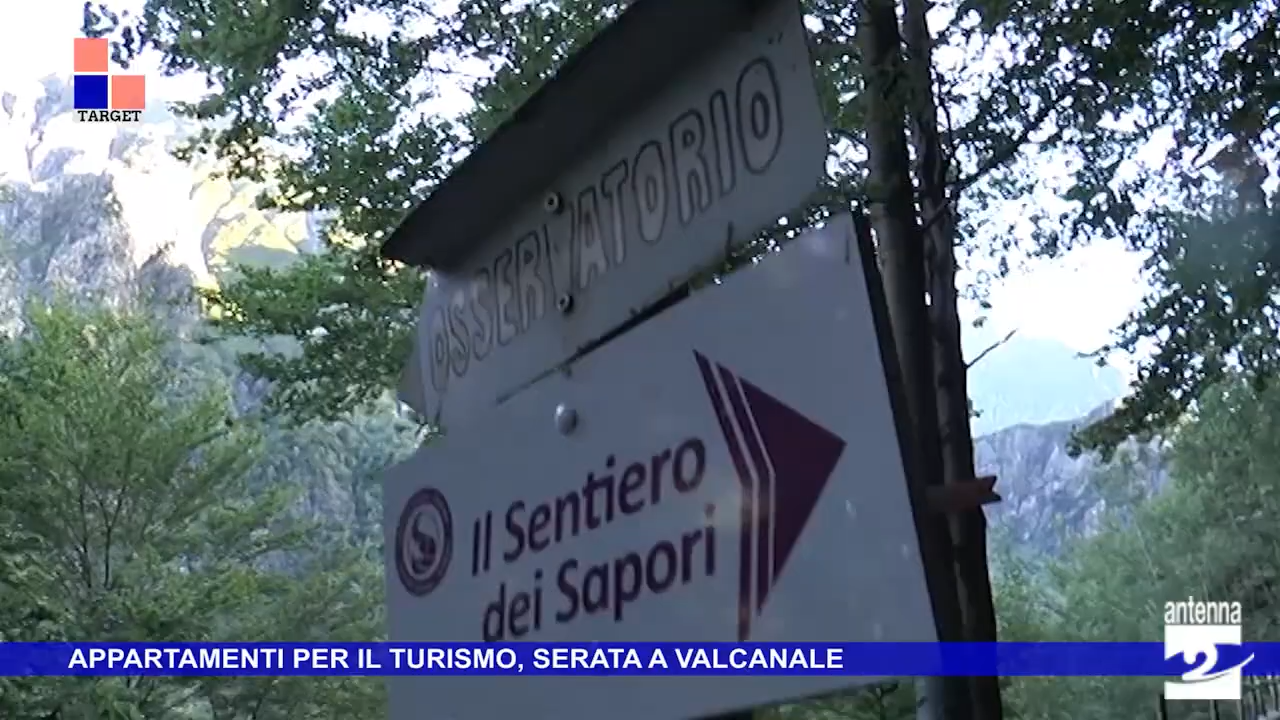 TARGET
OSSERVATORIO"
Il Sentiero
dei Sapori
antenna
2
APPARTAMENTI PER IL TURISMO, SERATA A VALCANALE